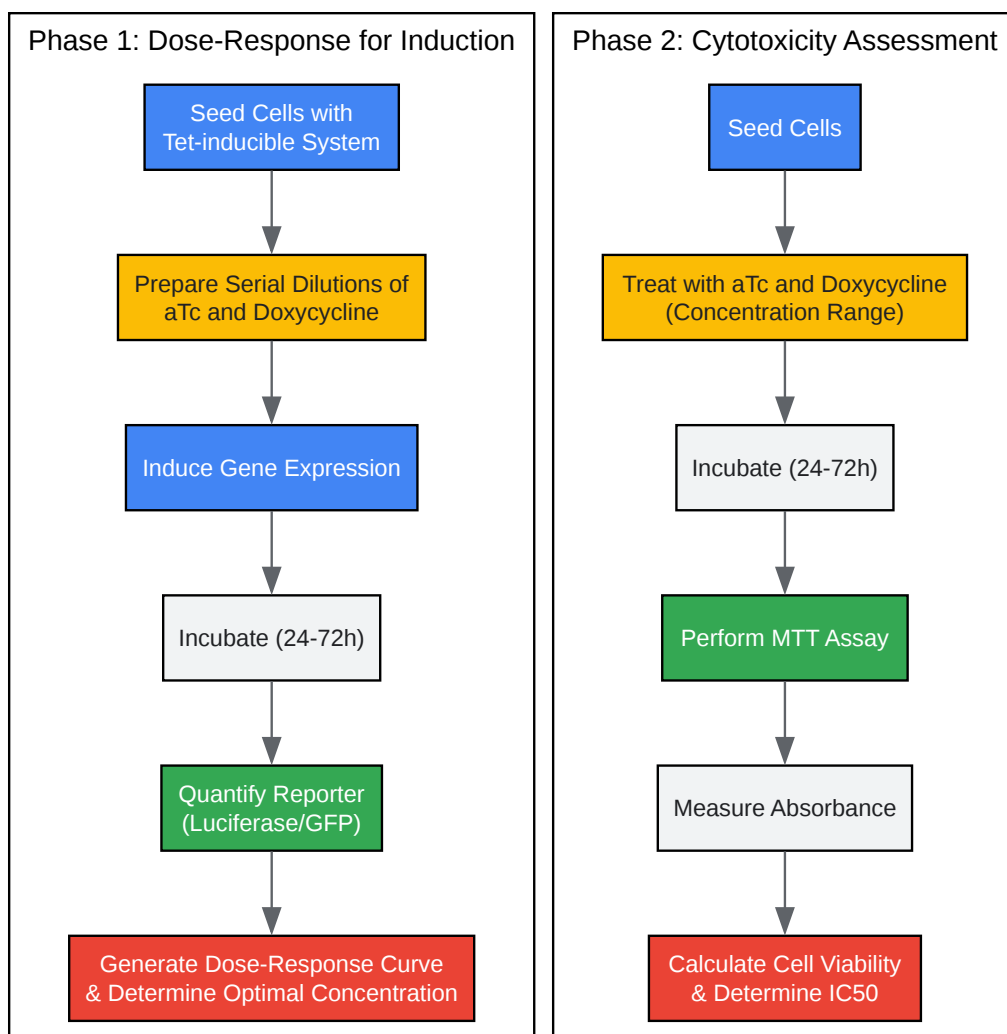 Phase 1: Dose-Response for Induction
Seed Cells with
Tet-inducible System
Prepare Serial Dilutions of
aTc and Doxycycline
Induce Gene Expression
Incubate (24-72h)
Quantify Reporter
(Luciferase/GFP)
Generate Dose-Response Curve
& Determine Optimal Concentration
Phase 2: Cytotoxicity Assessment
Seed Cells
Treat with aTc and Doxycycline
(Concentration Range)
Incubate (24-72h)
Perform MTT Assay
Measure Absorbance
Calculate Cell Viability
& Determine IC50